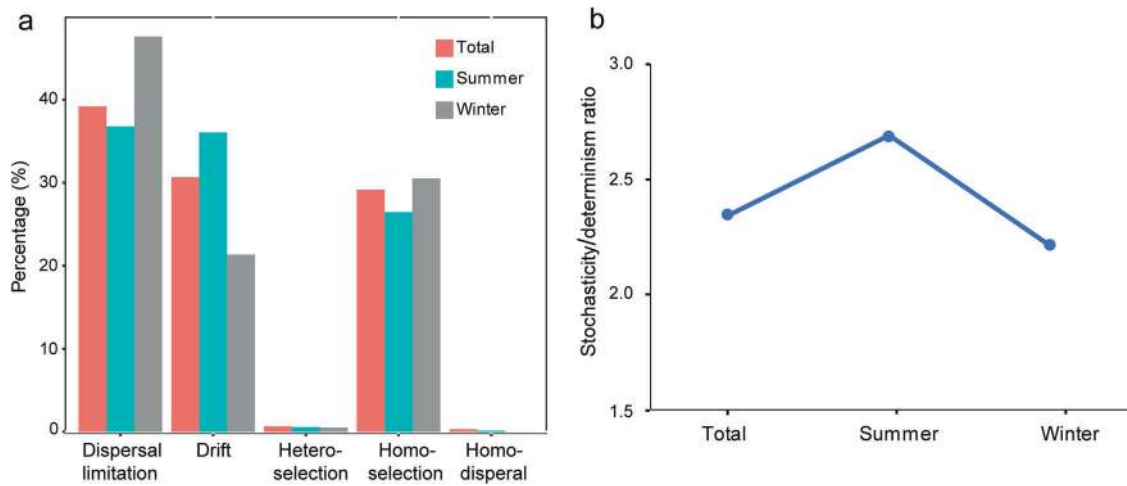 a
Total
Summer
Winter
Percentage (%)
40
30
20
10
0
Dispersal
limitation
Drift
Hetero-
selection
Homo-
selection
Homo-
disperal
b
Stochasticity/determinism ratio
3.0
2.5
2.0
1.5
Total
Summer
Winter